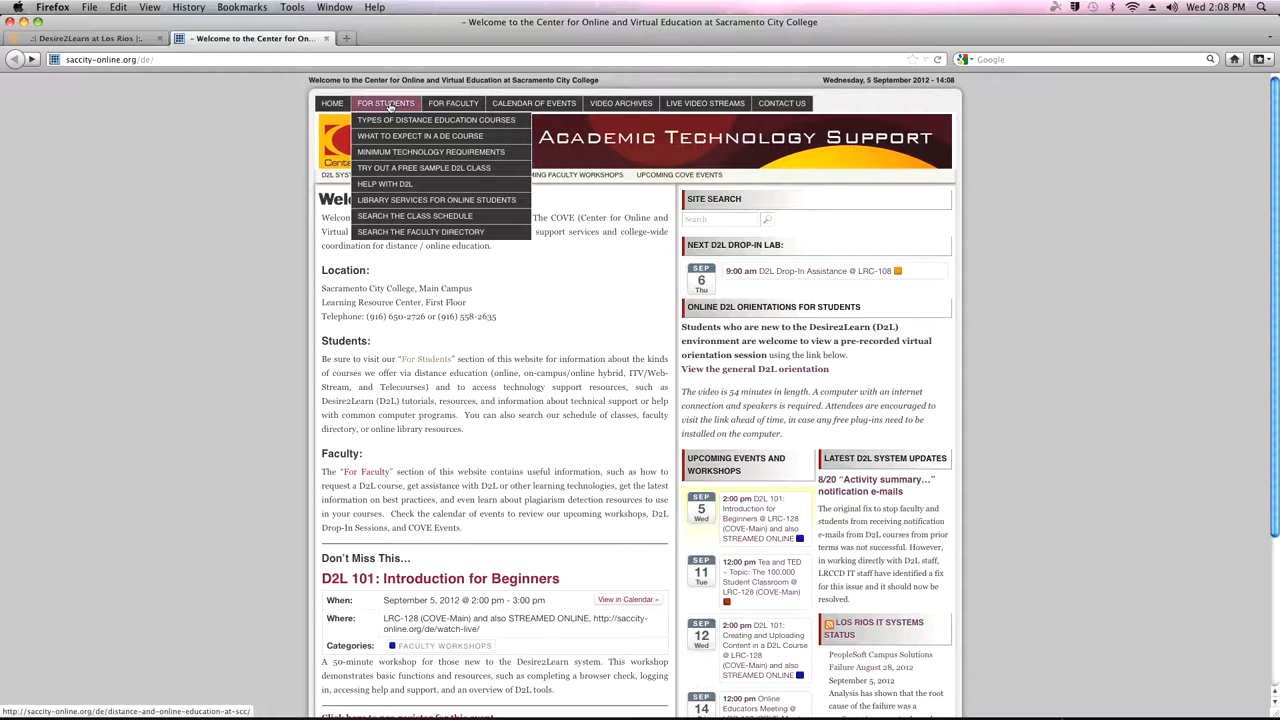 Firefox File Edit View History Bookmarks Tools Window Help Wed 2:08 PM
- Welcome to the Center for Online and Virtual Education at Sacramento City College
.:| Desire2Learn at Los Rios |:. - Welcome to the Center for On...
saccity-online.org/de/ Google
Welcome to the Center for Online and Virtual Education at Sacramento City College Wednesday, 5 September 2012 - 14:08
HOME FOR STUDENTS FOR FACULTY CALENDAR OF EVENTS VIDEO ARCHIVES LIVE VIDEO STREAMS CONTACT US
TYPES OF DISTANCE EDUCATION COURSES
WHAT TO EXPECT IN A DE COURSE
MINIMUM TECHNOLOGY REQUIREMENTS
TRY OUT A FREE SAMPLE D2L CLASS
HELP WITH D2L
LIBRARY SERVICES FOR ONLINE STUDENTS
SEARCH THE CLASS SCHEDULE
SEARCH THE FACULTY DIRECTORY
ACADEMIC TECHNOLOGY SUPPORT
FACULTY WORKSHOPS UPCOMING COVE EVENTS
The COVE (Center for Online and
Virtual support services and college-wide
coordination for distance / online education).
Location:
Sacramento City College, Main Campus
Learning Resource Center, First Floor
Telephone: (916) 650-2726 or (916) 558-2635
Students:
Be sure to visit our “For Students” section of this website for information about the kinds
of courses we offer via distance education (online, on-campus/online hybrid, ITV/Web-
Stream, and Telecourses) and to access technology support resources, such as
Desire2Learn (D2L) tutorials, resources, and information about technical support or help
with common computer programs. You can also search our schedule of classes, faculty
directory, or online library resources.
Faculty:
The “For Faculty” section of this website contains useful information, such as how to
request a D2L course, get assistance with D2L or other learning technologies, get the latest
information on best practices, and even learn about plagiarism detection resources to use
in your courses. Check the calendar of events to review our upcoming workshops, D2L
Drop-In Sessions, and COVE Events.
Don’t Miss This…
D2L 101: Introduction for Beginners
When: September 5, 2012 @ 2:00 pm - 3:00 pm View in Calendar »
Where: LRC-128 (COVE-Main) and also STREAMED ONLINE, http://saccity-
online.org/de/watch-live/
Categories: FACULTY WORKSHOPS
A 50-minute workshop for those new to the Desire2Learn system. This workshop
demonstrates basic functions and resources, such as completing a browser check, logging
in, accessing help and support, and an overview of D2L tools.
Click here to pre-register for this event
SITE SEARCH
Search
NEXT D2L DROP-IN LAB:
SEP
6
Thu
9:00 am D2L Drop-In Assistance @ LRC-108
ONLINE D2L ORIENTATIONS FOR STUDENTS
Students who are new to the Desire2Learn (D2L)
environment are welcome to view a pre-recorded virtual
orientation session using the link below.
View the general D2L orientation
The video is 54 minutes in length. A computer with an internet
connection and speakers is required. Attendees are encouraged to
visit the link ahead of time, in case any free plug-ins need to be
installed on the computer.
UPCOMING EVENTS AND
WORKSHOPS
SEP
5
Wed
2:00 pm D2L 101:
Introduction for
Beginners @ LRC-128
(COVE-Main) and also
STREAMED ONLINE
SEP
11
Tue
12:00 pm Tea and TED
– Topic: The 100,000
Student Classroom @
LRC-128 (COVE-Main)
SEP
12
Wed
2:00 pm D2L 101:
Creating and Uploading
Content in a D2L Course
@ LRC-128
(COVE-Main) and also
STREAMED ONLINE
SEP
14
12:00 pm Online
Educators Meeting @
LATEST D2L SYSTEM UPDATES
8/20 “Activity summary…”
notification e-mails
The original fix to stop faculty and
students from receiving notification
e-mails from D2L courses from prior
terms was not successful. However,
in working directly with D2L staff,
LRCCD IT staff have identified a fix
for this issue and it should now be
resolved.
LOS RIOS IT SYSTEMS
STATUS
PeopleSoft Campus Solutions
Failure August 28, 2012
September 5, 2012
Analysis has shown that the root
cause of the failure was a
http://saccity-online.org/de/distance-and-online-education-at-scc/